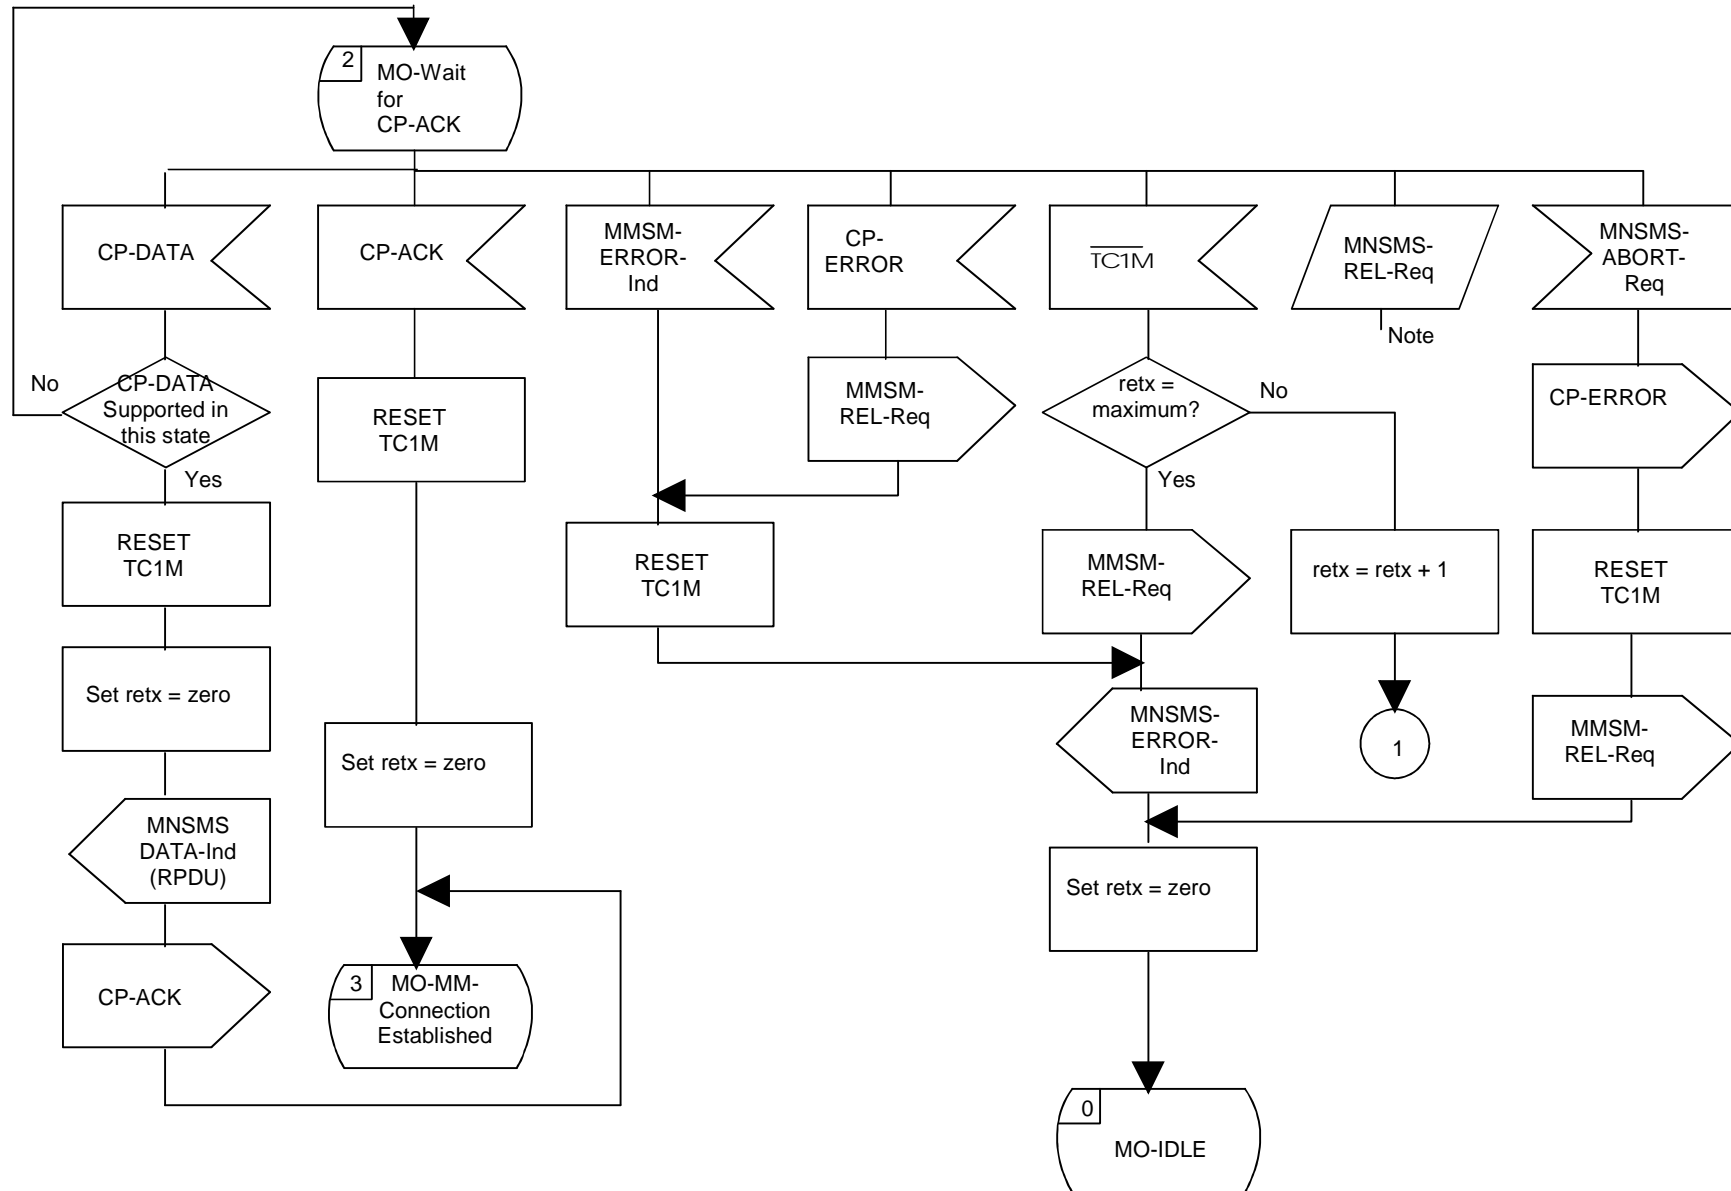 2
MO-Wait
for
CP-ACK
CP-DATA
CP-ACK
MMSM-
ERROR-
Ind
CP-
ERROR
TC1M
MNSMS-
REL-Req
Note
MNSMS-
ABORT-
Req
No
CP-DATA
Supported in
this state
Yes
RESET
TC1M
MMSM-
REL-Req
retx =
maximum?
No
Yes
CP-ERROR
RESET
TC1M
RESET
TC1M
MMSM-
REL-Req
retx = retx + 1
RESET
TC1M
Set retx = zero
Set retx = zero
MNSMS-
ERROR-
Ind
1
MMSM-
REL-Req
MNSMS
DATA-Ind
(RPDU)
Set retx = zero
CP-ACK
3
MO-MM-
Connection
Established
0
MO-IDLE